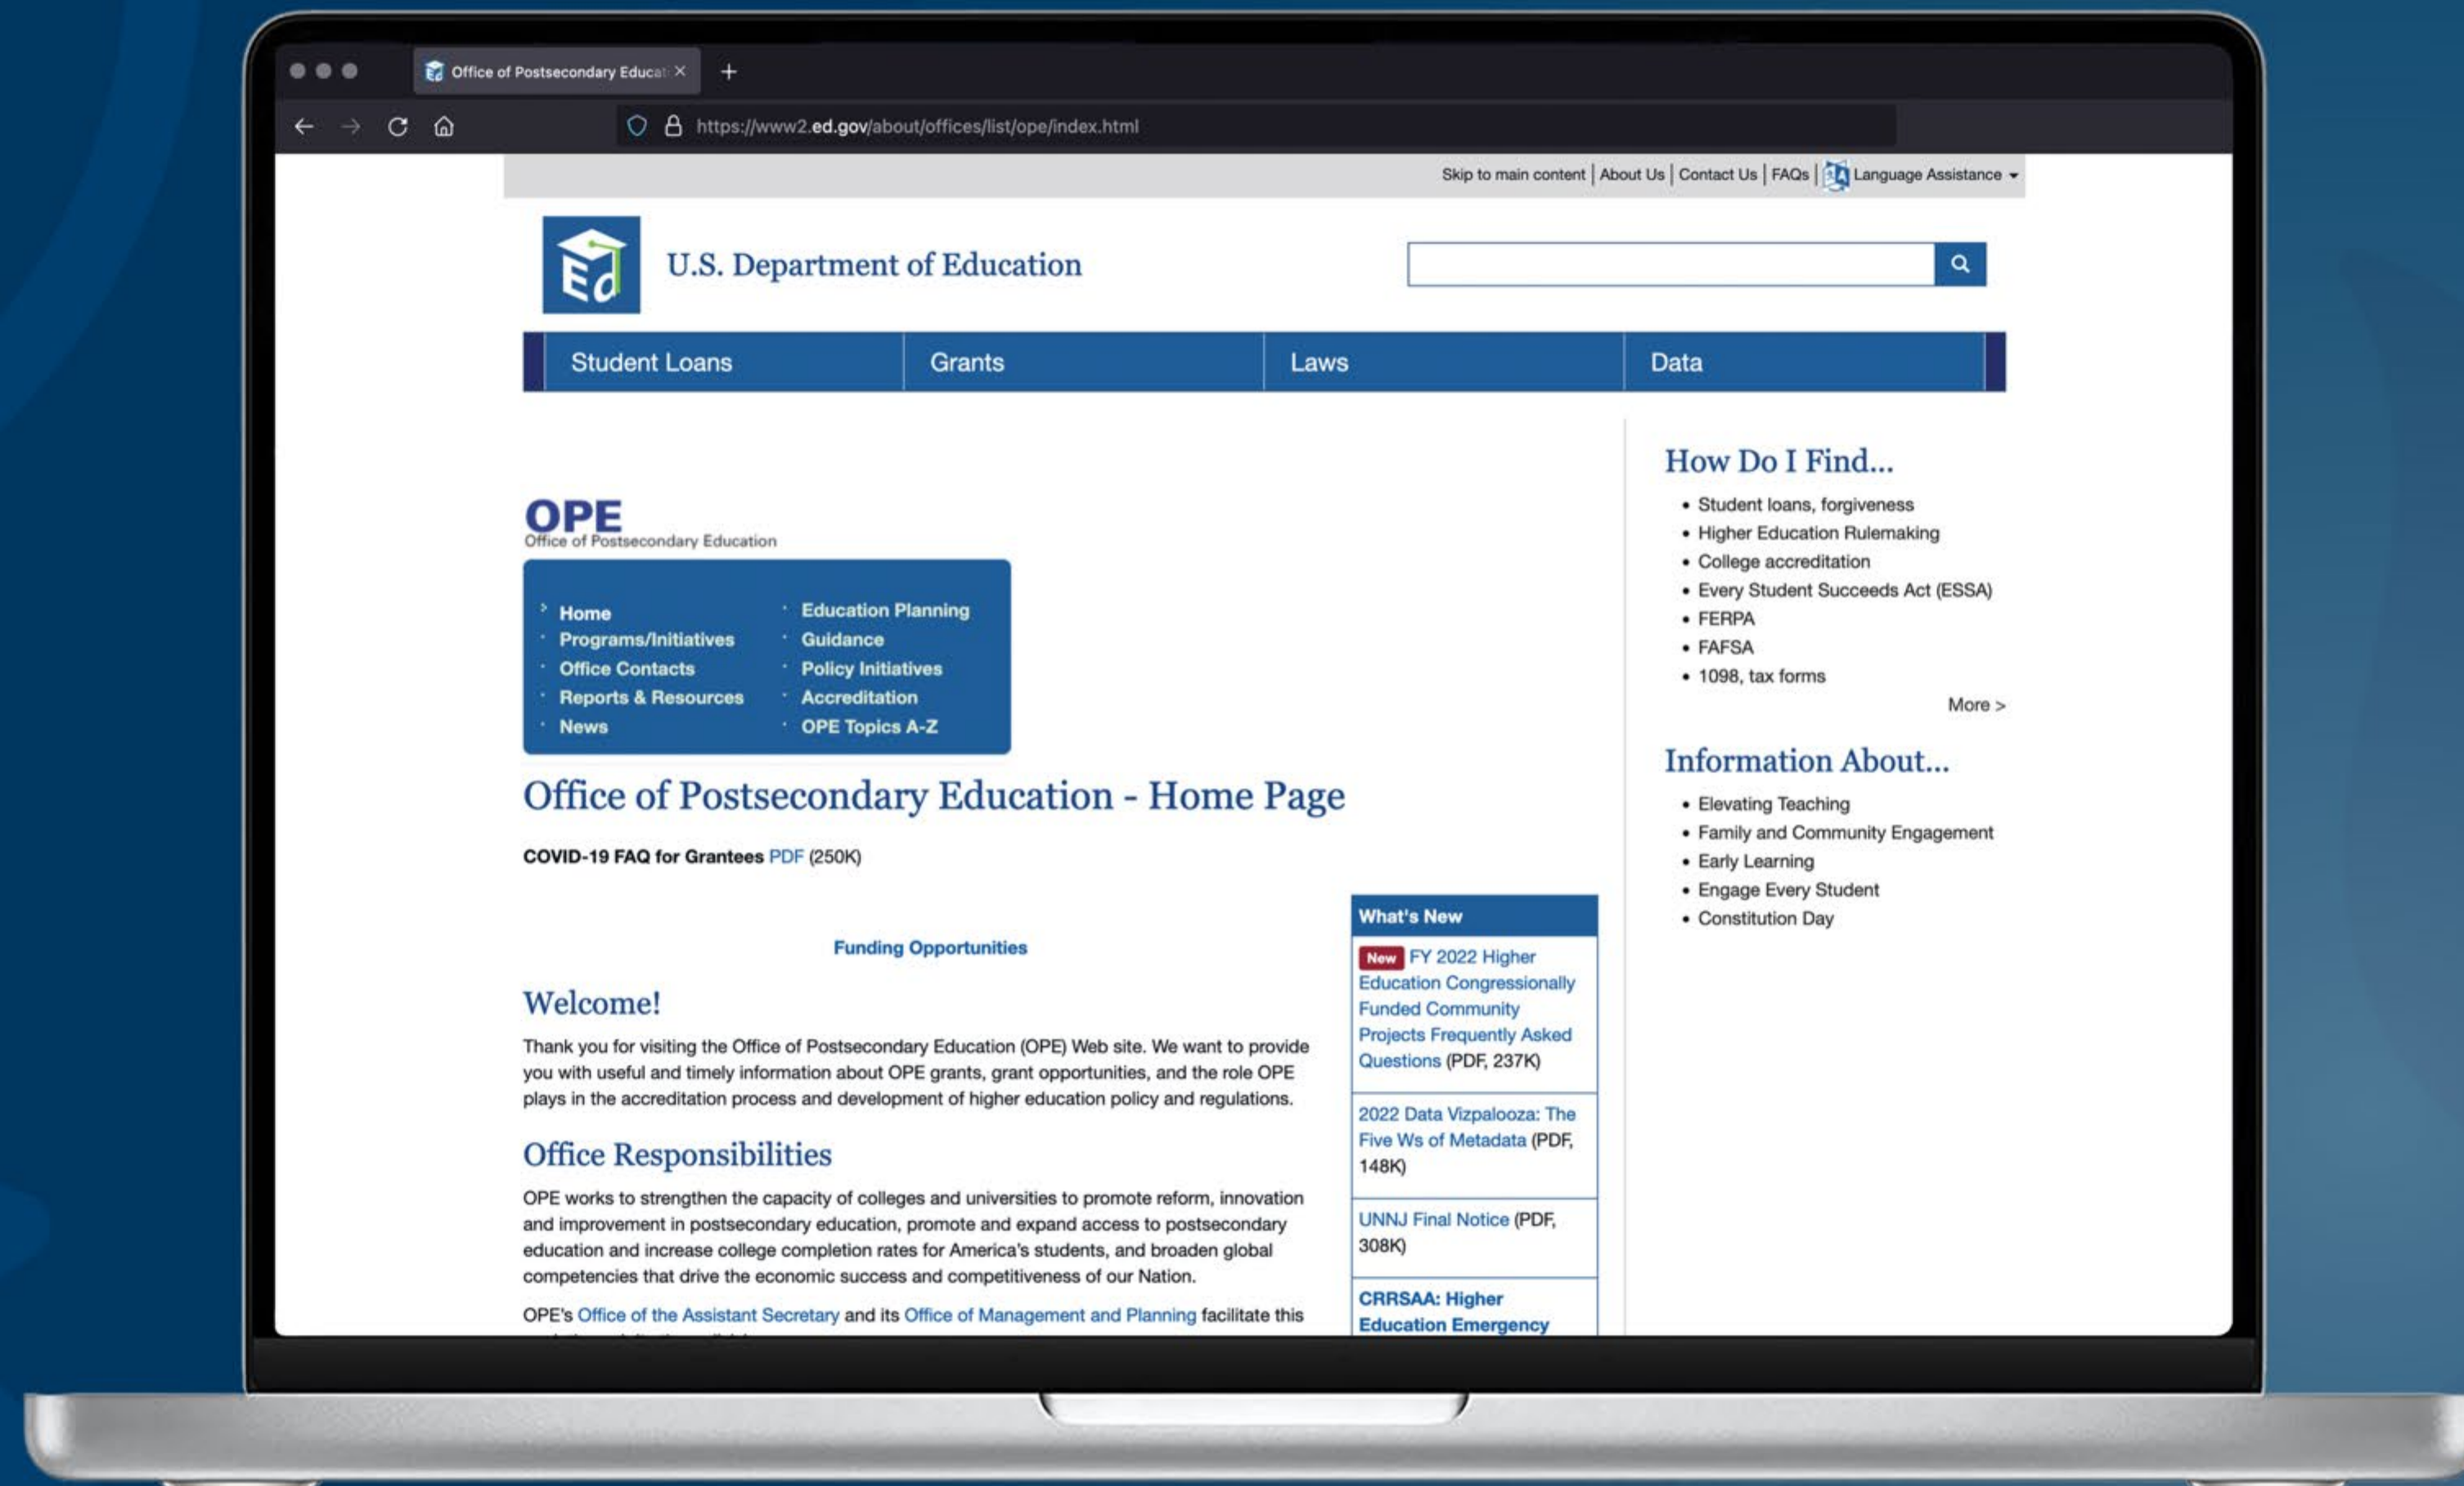 Office of Postsecondary Educat
https://www2.ed.gov/about/offices/list/ope/index.html
Skip to main content | About Us | Contact Us | FAQs | Language Assistance
Ed
U.S. Department of Education
Student Loans Grants Laws Data
OPE
Office of Postsecondary Education
Home
Programs/Initiatives
Office Contacts
Reports & Resources
News
Education Planning
Guidance
Policy Initiatives
Accreditation
OPE Topics A-Z
Office of Postsecondary Education - Home Page
COVID-19 FAQ for Grantees PDF (250K)
Funding Opportunities
Welcome!
Thank you for visiting the Office of Postsecondary Education (OPE) Web site. We want to provide
you with useful and timely information about OPE grants, grant opportunities, and the role OPE
plays in the accreditation process and development of higher education policy and regulations.
Office Responsibilities
OPE works to strengthen the capacity of colleges and universities to promote reform, innovation
and improvement in postsecondary education, promote and expand access to postsecondary
education and increase college completion rates for America's students, and broaden global
competencies that drive the economic success and competitiveness of our Nation.
OPE's Office of the Assistant Secretary and its Office of Management and Planning facilitate this
What's New
New FY 2022 Higher
Education Congressionally
Funded Community
Projects Frequently Asked
Questions (PDF, 237K)
2022 Data Vizpalooza: The
Five Ws of Metadata (PDF,
148K)
UNNJ Final Notice (PDF,
308K)
CRRSAA: Higher
Education Emergency
How Do I Find...
• Student loans, forgiveness
• Higher Education Rulemaking
• College accreditation
• Every Student Succeeds Act (ESSA)
• FERPA
• FAFSA
• 1098, tax forms
More >
Information About...
• Elevating Teaching
• Family and Community Engagement
• Early Learning
• Engage Every Student
• Constitution Day